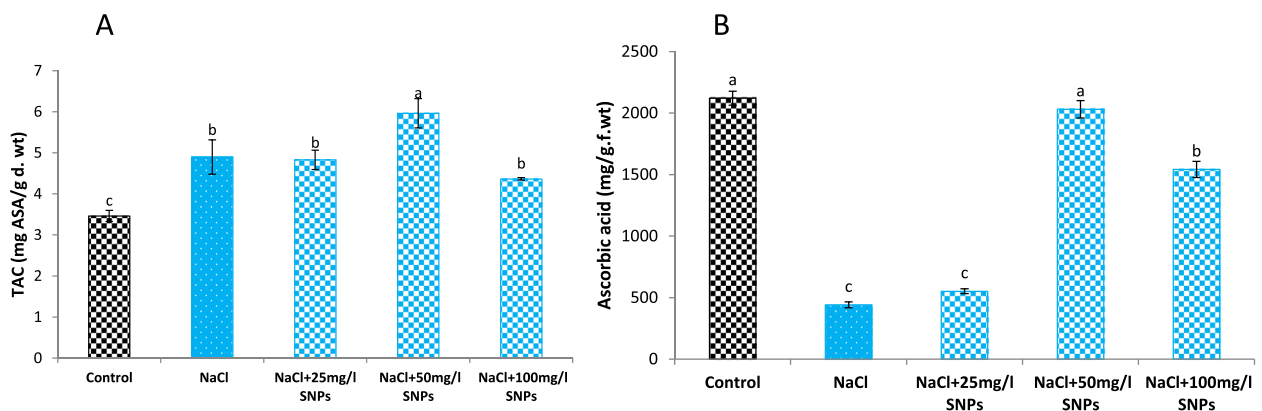 A
TAC (mg ASA/g d. wt)
7
6
5
4
3
2
1
0
c
b
b
a
b
Control
NaCl
NaCl+25mg/l
SNPs
NaCl+50mg/l
SNPs
NaCl+100mg/l
SNPs
B
Ascorbic acid (mg/g.f.wt)
2500
2000
1500
1000
500
0
a
c
c
a
b
Control
NaCl
NaCl+25mg/l
SNPs
NaCl+50mg/l
SNPs
NaCl+100mg/l
SNPs